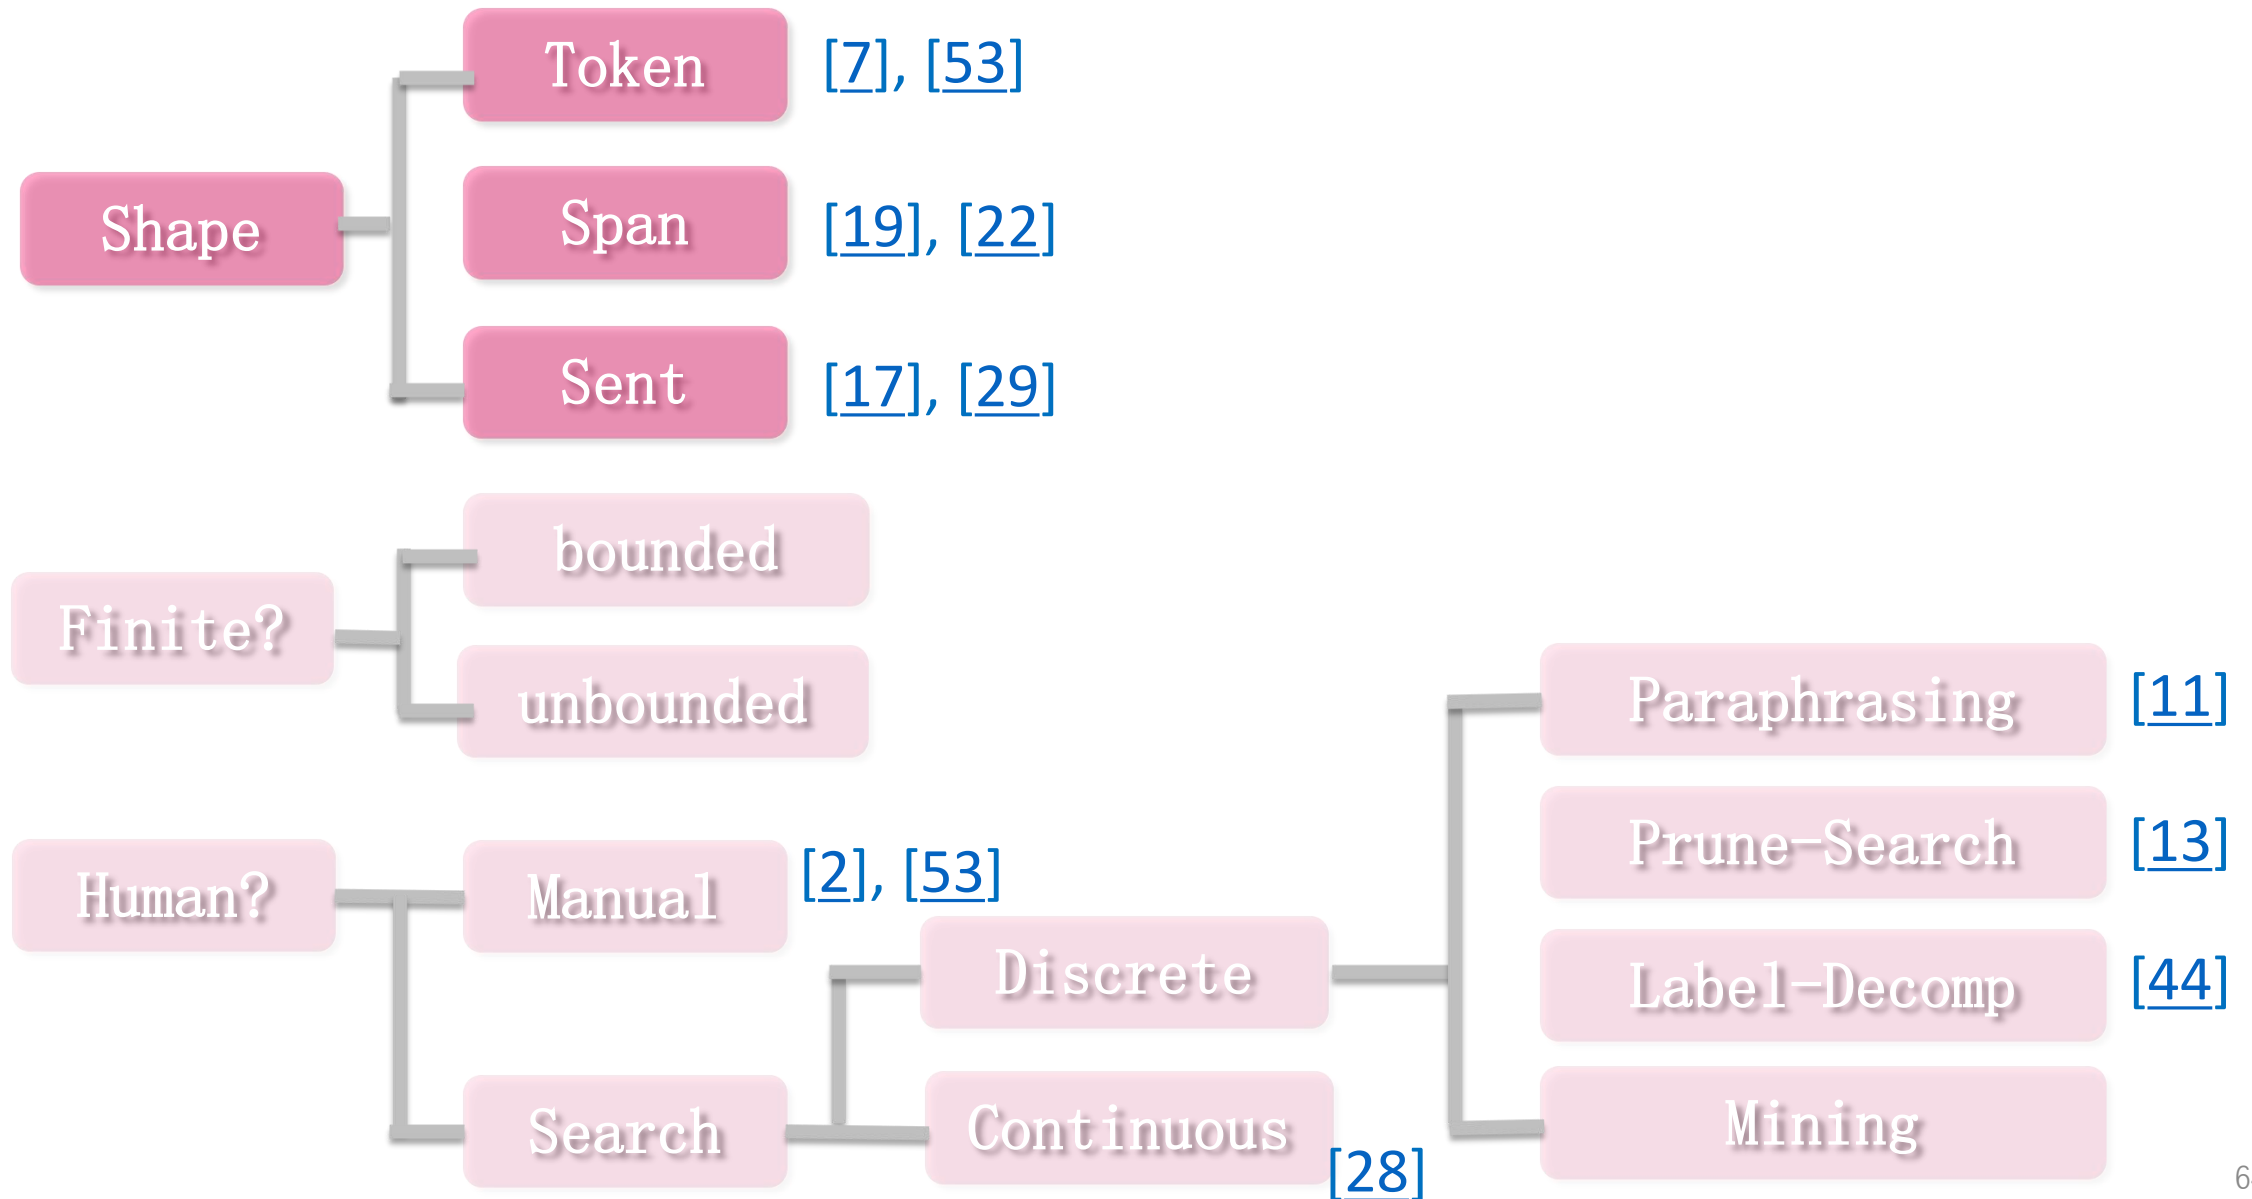 Token [7], [53]
Shape
Span [19], [22]
Sent [17], [29]
bounded
Finite?
unbounded
Human?
Manual [2], [53]
Search
Discrete
Continuous [28]
Paraphrasing [11]
Prune-Search [13]
Label-Decomp [44]
Mining